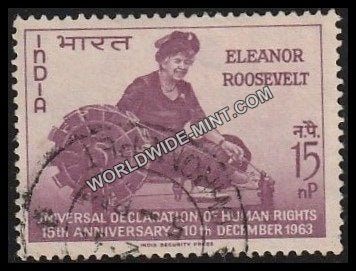 INDIA
भारत
ELEANOR
ROOSEVELT
न.पै.
15
nP
WORLDWIDE-MINT.COM
UNIVERSAL DECLARATION OF HUMAN RIGHTS
15th ANNIVERSARY-10th DECEMBER 1963
INDIA SECURITY PRESS